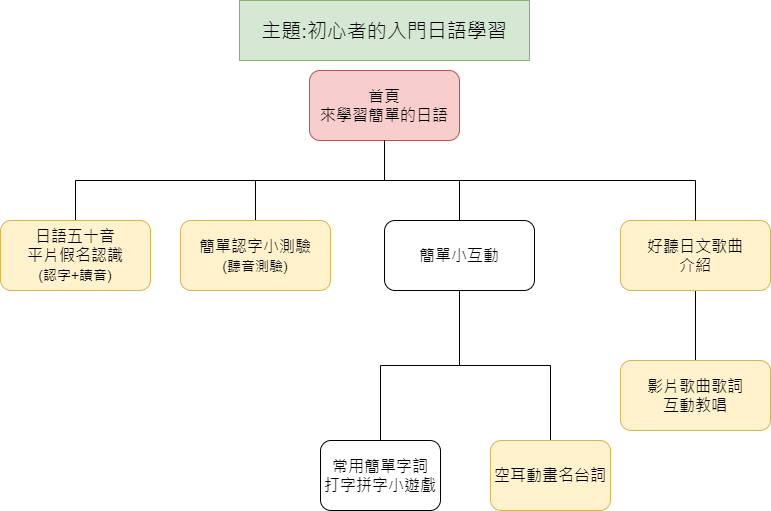 主題:初心者的入門日語學習
首頁
來學習簡單的日語
日語五十音
平片假名認識
(認字+讀音)
簡單認字小測驗
(聽音測驗)
簡單小互動
好聽日文歌曲
介紹
影片歌曲歌詞
互動教唱
常用簡單字詞
打字拼字小遊戲
空耳動畫名台詞